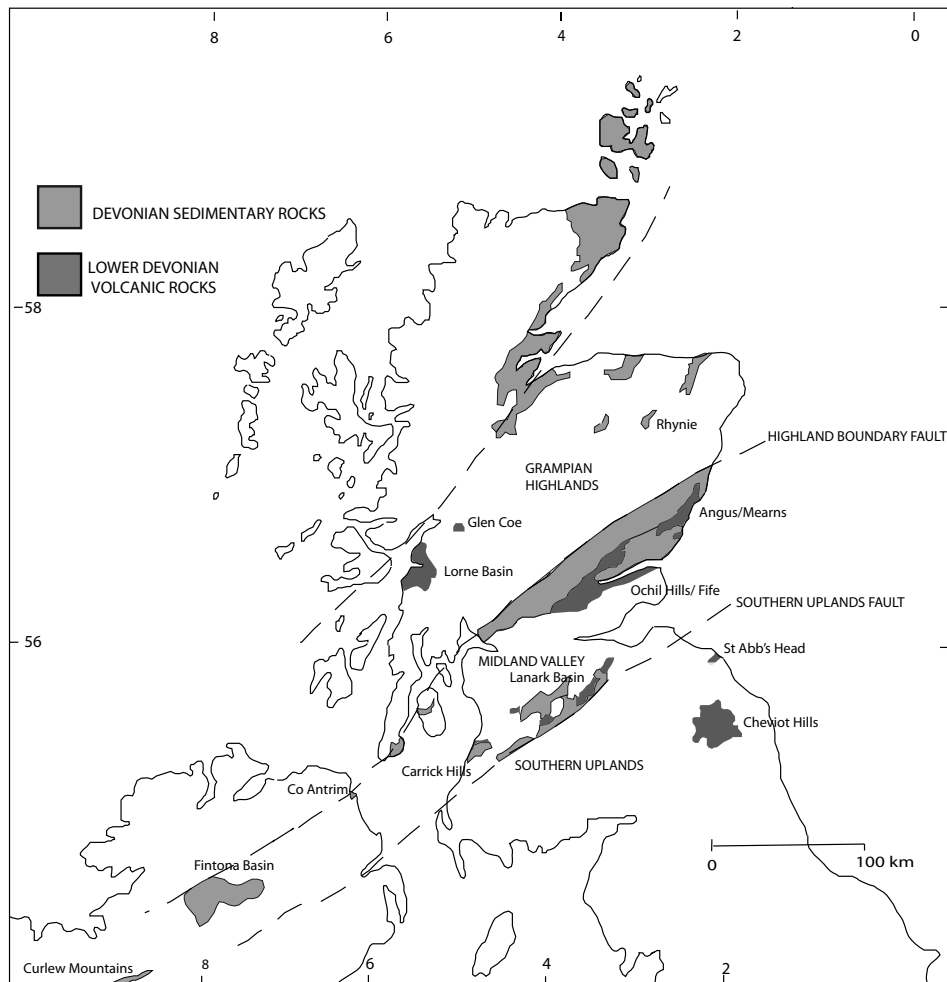 8 6 4 2 0
DEVONIAN SEDIMENTARY ROCKS
LOWER DEVONIAN
VOLCANIC ROCKS
58
Rhynie
HIGHLAND BOUNDARY FAULT
GRAMPIAN
HIGHLANDS
Angus/Mearns
Glen Coe
Lorne Basin
Ochil Hills/ Fife
SOUTHERN UPLANDS FAULT
56
St Abb's Head
MIDLAND VALLEY
Lanark Basin
Cheviot Hills
Carrick Hills
SOUTHERN UPLANDS
Co Antrim
Fintona Basin
0 100 km
Curlew Mountains
8 6 4 2